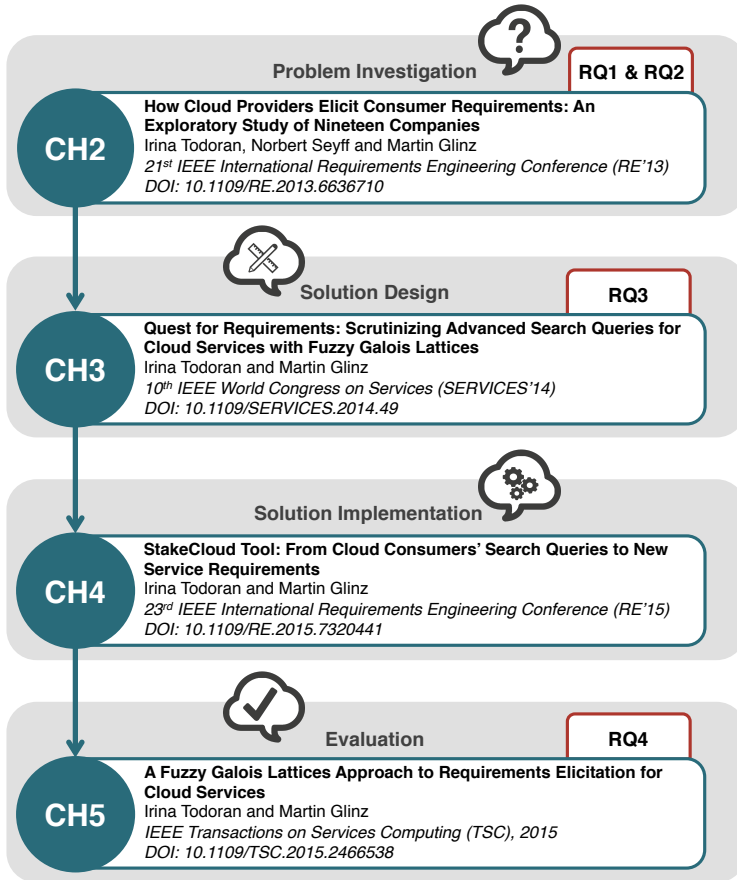 ?
Problem Investigation
RQ1 & RQ2
CH2
How Cloud Providers Elicit Consumer Requirements: An
Exploratory Study of Nineteen Companies
Irina Todoran, Norbert Seyff and Martin Glinz
21st IEEE International Requirements Engineering Conference (RE’13)
DOI: 10.1109/RE.2013.6636710
Solution Design
RQ3
CH3
Quest for Requirements: Scrutinizing Advanced Search Queries for
Cloud Services with Fuzzy Galois Lattices
Irina Todoran and Martin Glinz
10th IEEE World Congress on Services (SERVICES’14)
DOI: 10.1109/SERVICES.2014.49
Solution Implementation
CH4
StakeCloud Tool: From Cloud Consumers’ Search Queries to New
Service Requirements
Irina Todoran and Martin Glinz
23rd IEEE International Requirements Engineering Conference (RE’15)
DOI: 10.1109/RE.2015.7320441
Evaluation
RQ4
CH5
A Fuzzy Galois Lattices Approach to Requirements Elicitation for
Cloud Services
Irina Todoran and Martin Glinz
IEEE Transactions on Services Computing (TSC), 2015
DOI: 10.1109/TSC.2015.2466538